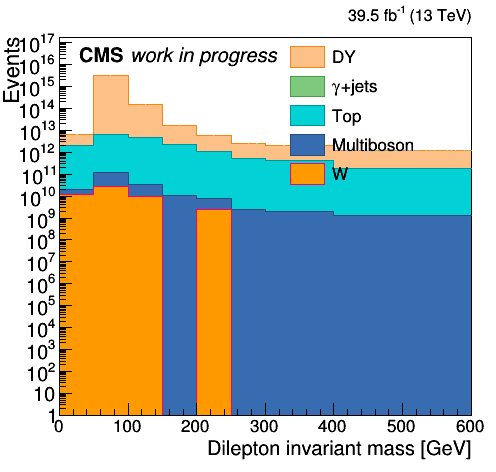 39.5 fb⁻¹ (13 TeV)
Events
CMS work in progress
DY
γ+jets
Top
Multiboson
W
10¹⁷
10¹⁶
10¹⁵
10¹⁴
10¹³
10¹²
10¹¹
10¹⁰
10⁹
10⁸
10⁷
10⁶
10⁵
10⁴
10³
10²
10
1
0 100 200 300 400 500 600
Dilepton invariant mass [GeV]